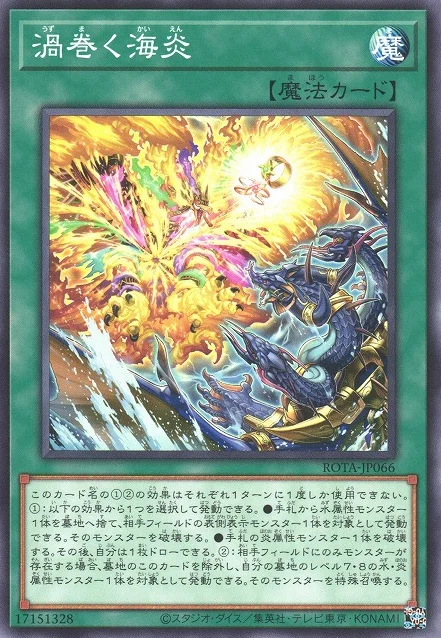 渦巻く海炎
魔
【魔法カード】
ROTA-JP066
このカード名の①②の効果はそれぞれ1ターンに1度しか使用できない。
①：以下の効果から1つを選択して発動できる。●手札から水属性モンスター
1体を墓地へ捨て、相手フィールドの表側表示モンスター1体を対象として発動
できる。そのモンスターを破壊する。●手札の炎属性モンスター1体を破壊
する。その後、自分は1枚ドローできる。②：相手フィールドにのみモンスターが
存在する場合、墓地のこのカードを除外し、自分の墓地のレベル7・8の水・炎
属性モンスター1体を対象として発動できる。そのモンスターを特殊召喚する。
17151328
©スタジオ・ダイス／集英社・テレビ東京・KONAMI